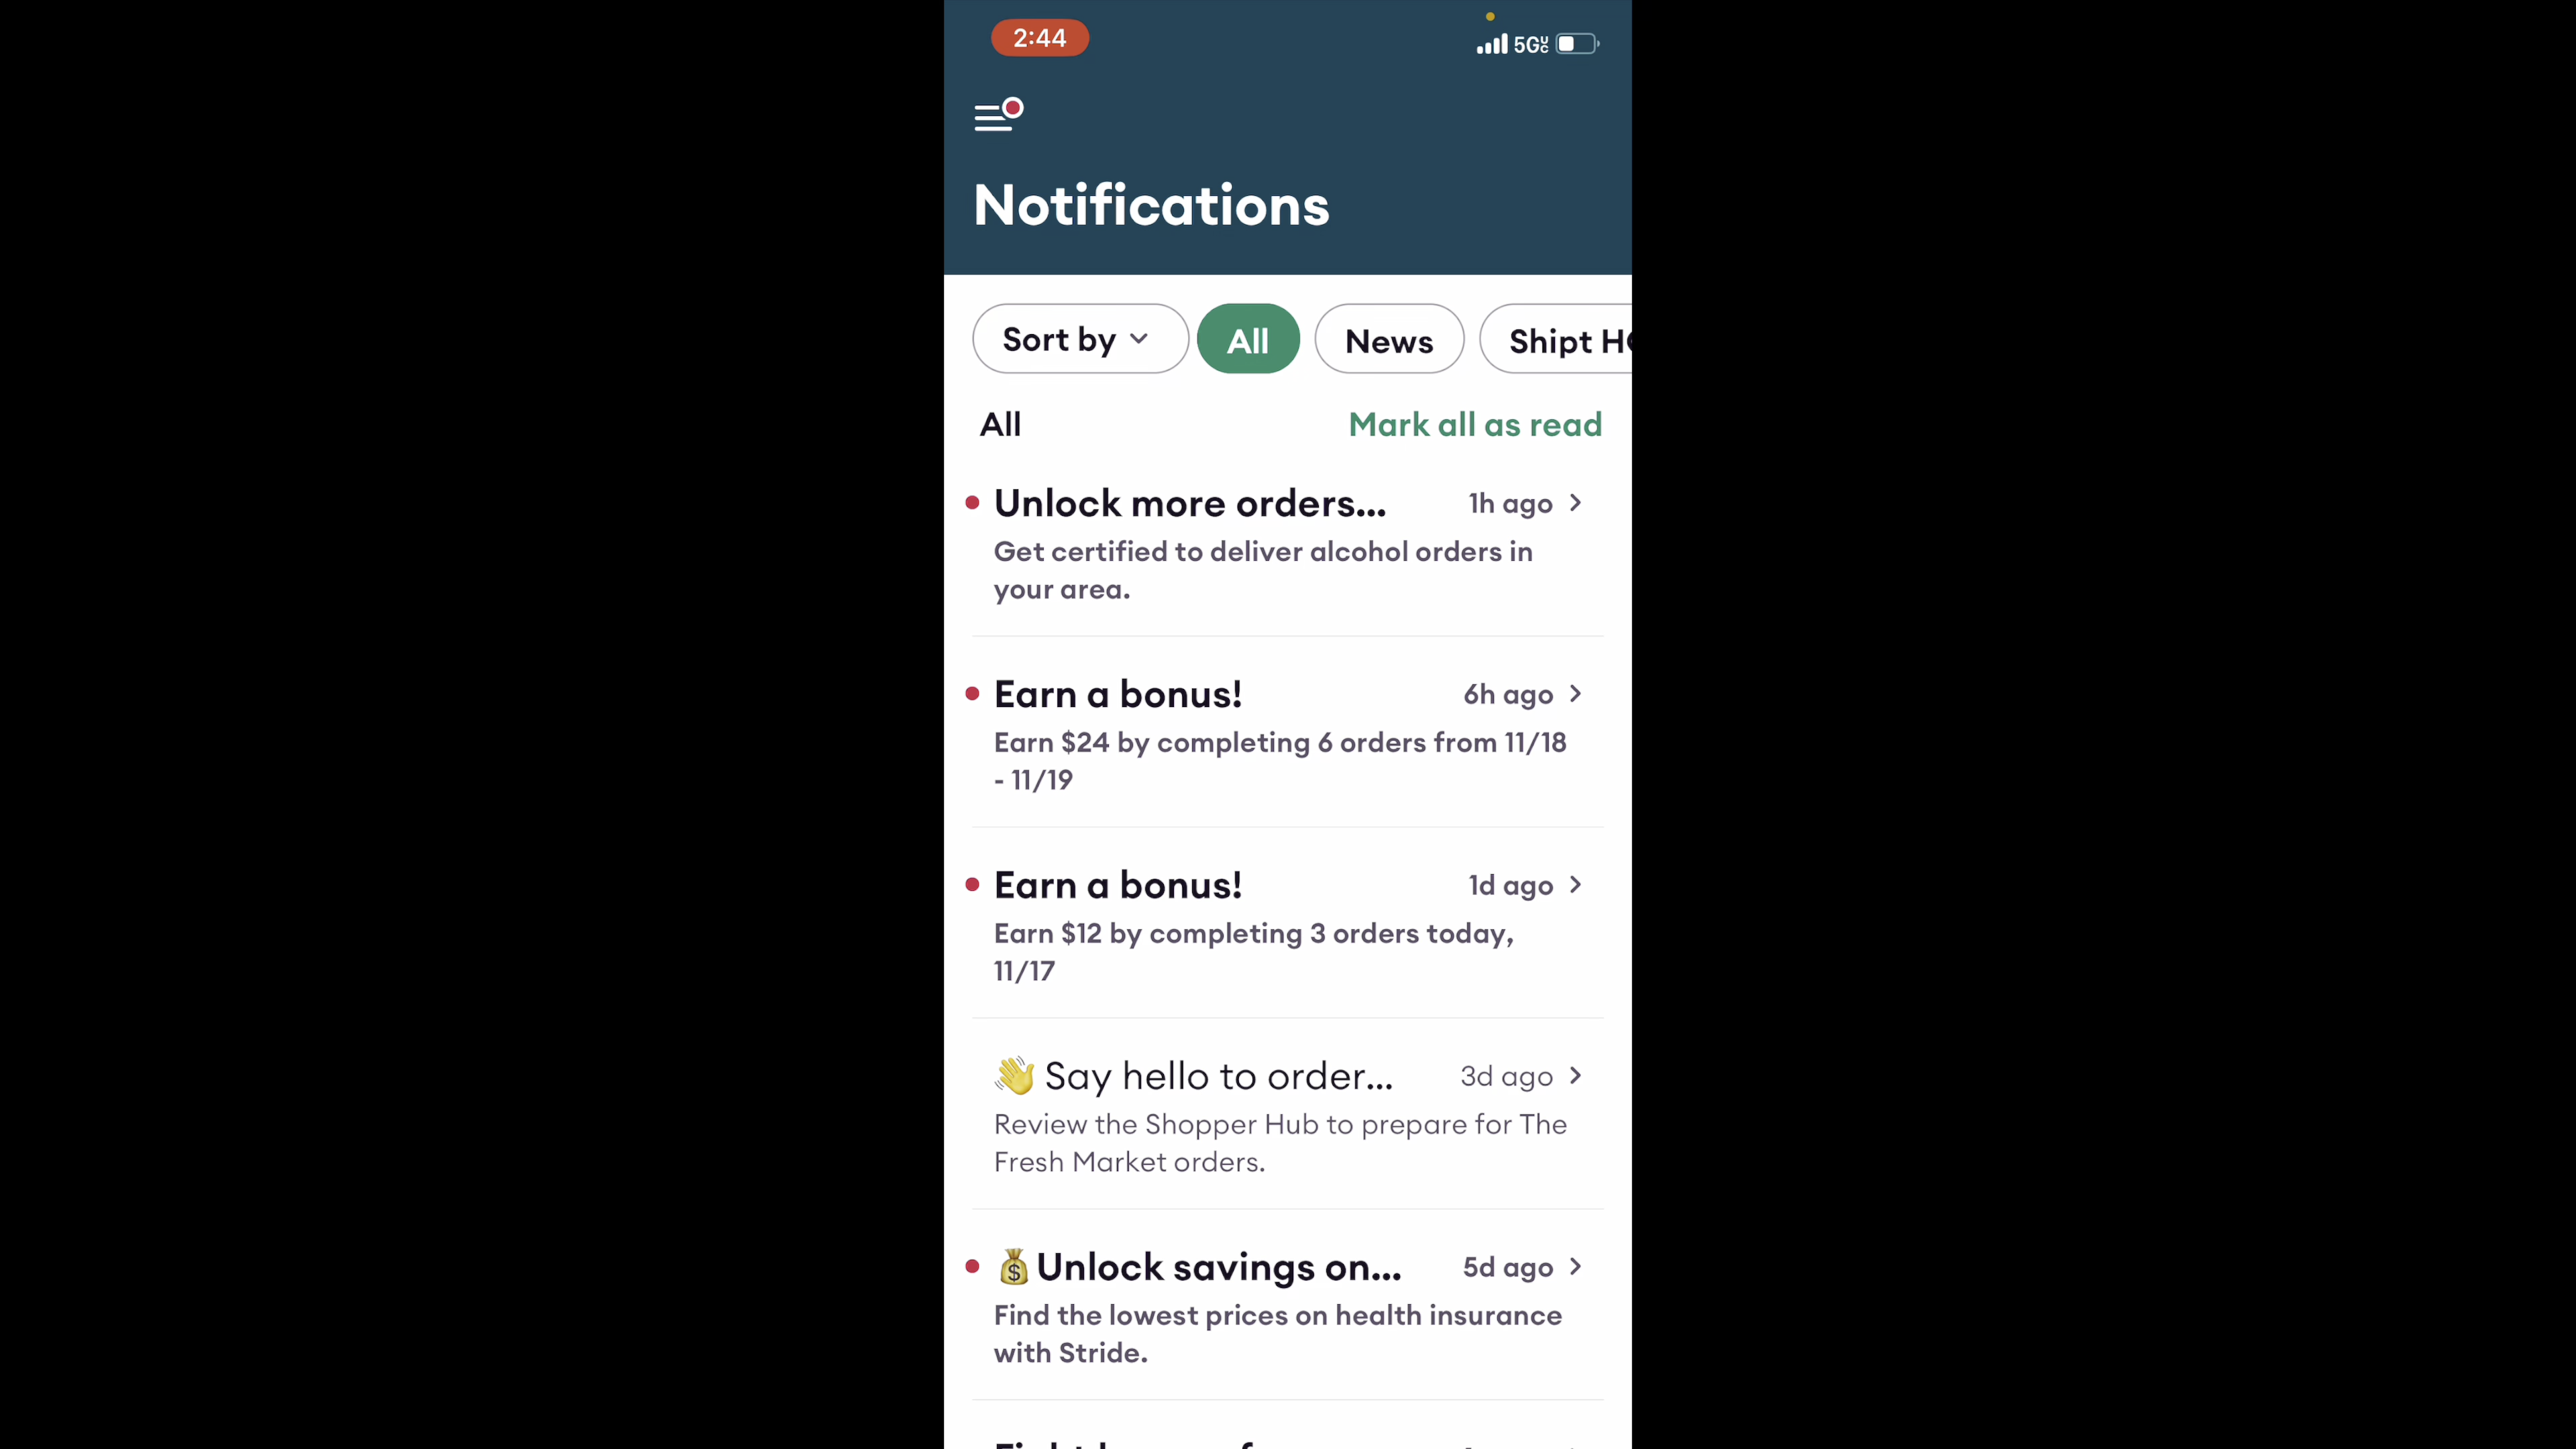 2:44
5GUC
Notifications
Sort by
All
News
Shipt
All
Mark all as read
Unlock more orders...
1h ago
Get certified to deliver alcohol orders in
your area.
Earn a bonus!
6h ago
Earn $24 by completing 6 orders from 11/18
- 11/19
Earn a bonus!
1d ago
Earn $12 by completing 3 orders today,
11/17
👋 Say hello to order...
3d ago
Review the Shopper Hub to prepare for The
Fresh Market orders.
💰Unlock savings on...
5d ago
Find the lowest prices on health insurance
with Stride.